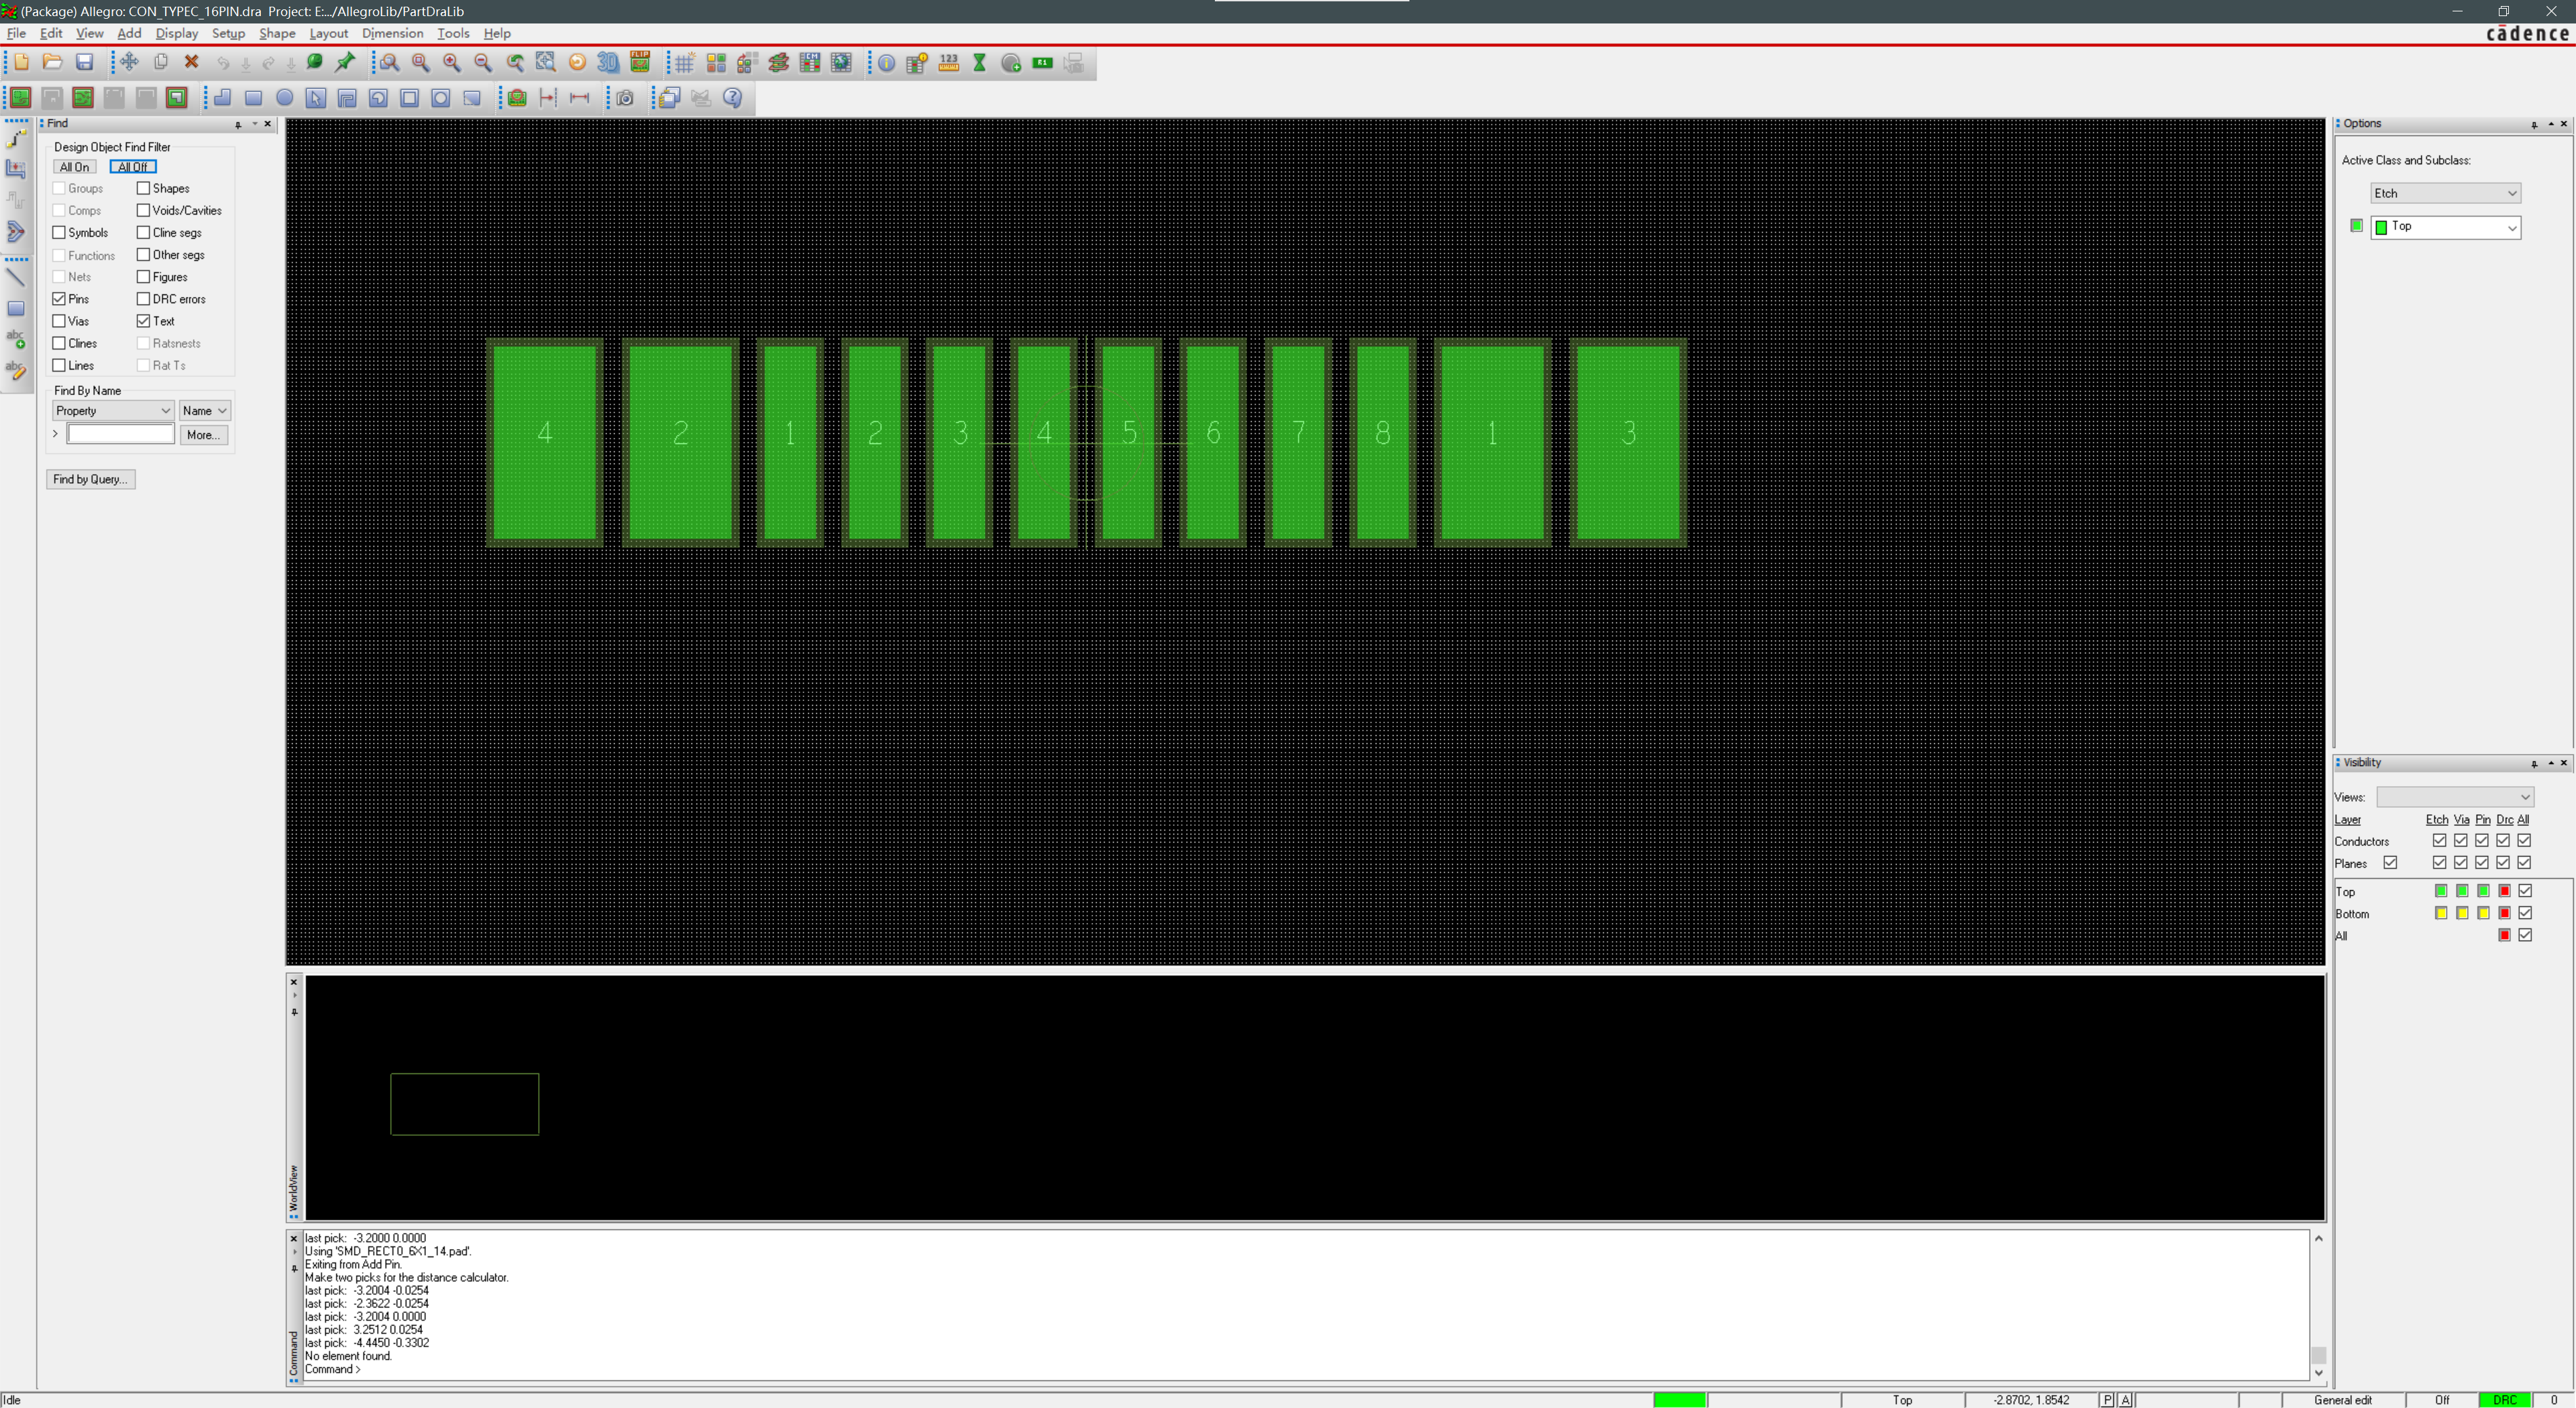 (Package) Allegro: CON_TYPEC_16PIN.dra  Project: E:.../AllegroLib/PartDraLib
File Edit View Add Display Setup Shape Layout Dimension Tools Help
cādence
Find
Design Object Find Filter
All On All Off
Groups Shapes
Comps Voids/Cavities
Symbols Cline segs
Functions Other segs
Nets Figures
Pins DRC errors
Vias Text
Clines Ratsnests
Lines Rat Ts
Find By Name
Property Name
> More...
Find by Query...
4 2 1 2 3 4 5 6 7 8 1 3
Options
Active Class and Subclass:
Etch
Top
Visibility
Views:
Layer Etch Via Pin Drc All
Conductors
Planes
Top
Bottom
All
WorldView
Command
last pick:  -3.2000 0.0000
Using 'SMD_RECT0_6X1_14.pad'.
Exiting from Add Pin.
Make two picks for the distance calculator.
last pick:  -3.2004 -0.0254
last pick:  -2.3622 -0.0254
last pick:  -3.2004 0.0000
last pick:  3.2512 0.0254
last pick:  -4.4450 -0.3302
No element found.
Command >
Idle Top -2.8702, 1.8542 P A General edit Off DRC 0